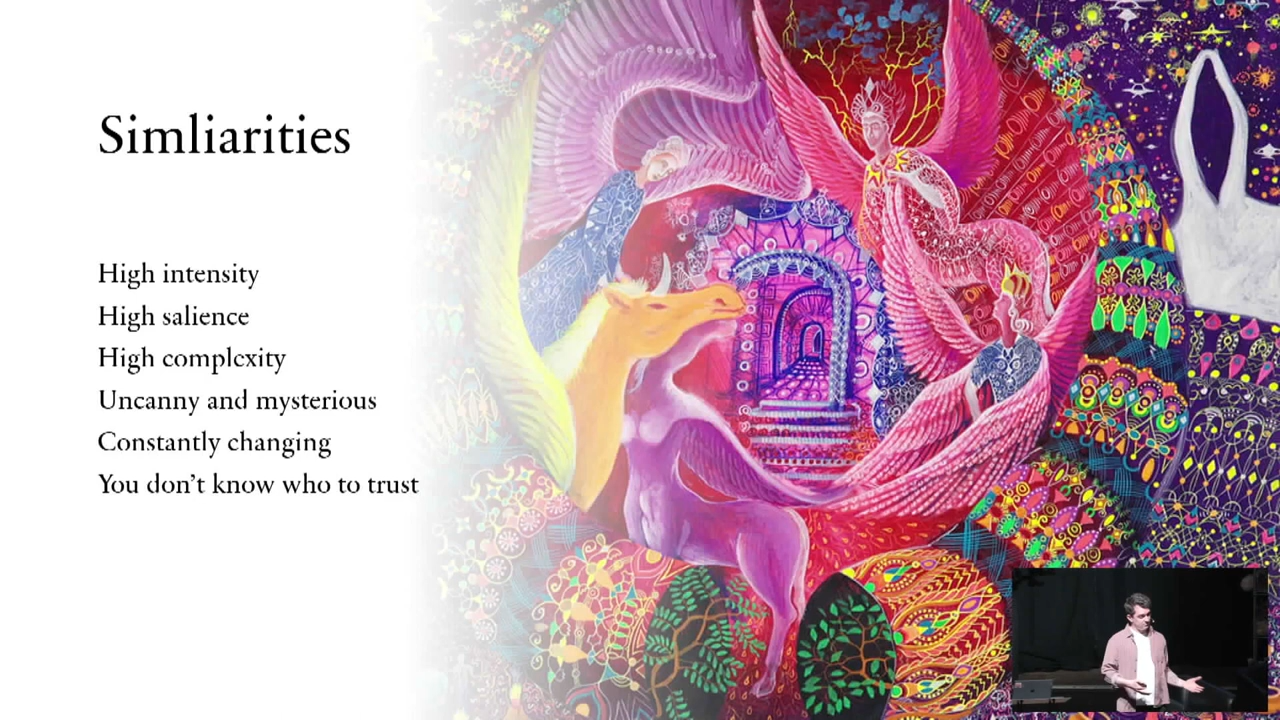 Simliarities
High intensity
High salience
High complexity
Uncanny and mysterious
Constantly changing
You don't know who to trust